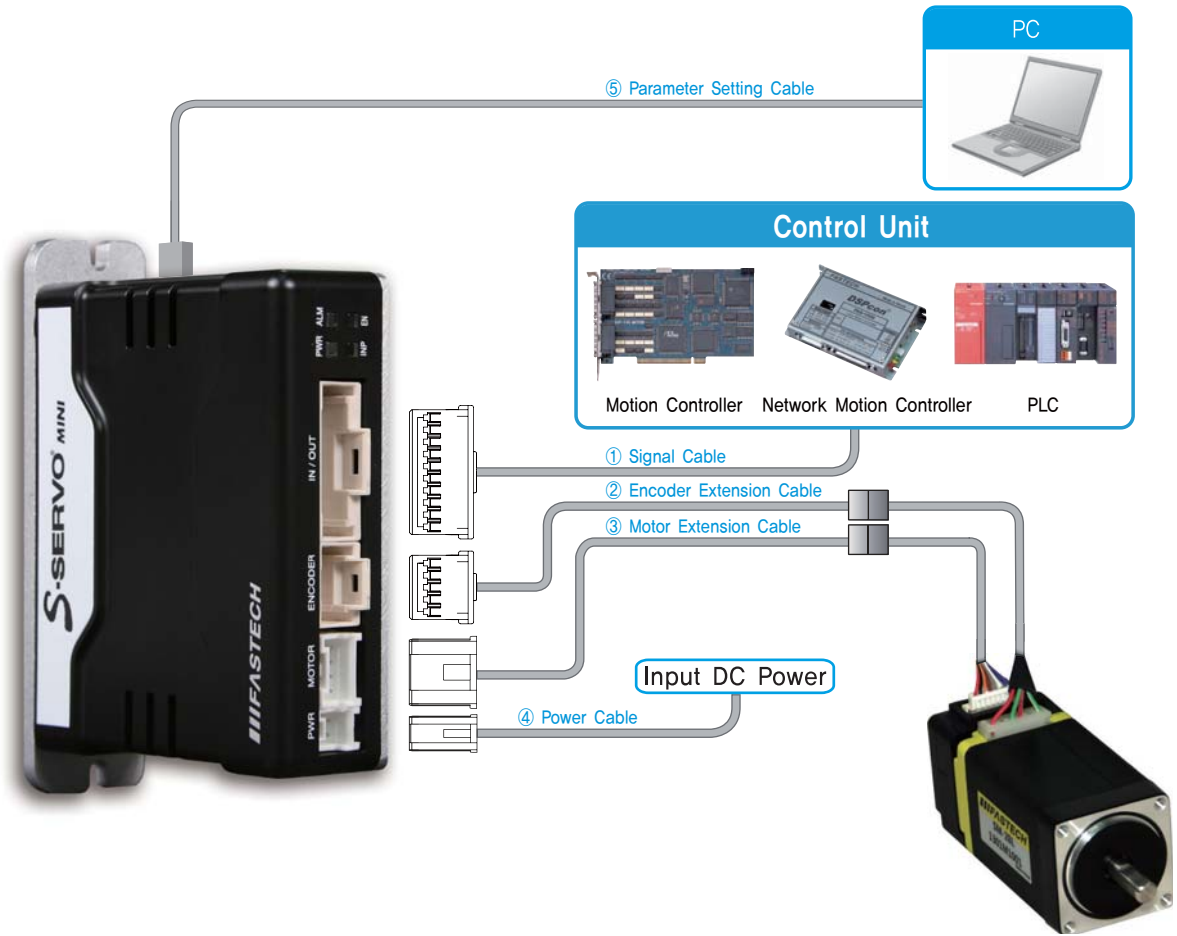 PC
⑤ Parameter Setting Cable
Control Unit
DSPcon
Motion Controller
Network Motion Controller
PLC
① Signal Cable
② Encoder Extension Cable
③ Motor Extension Cable
Input DC Power
④ Power Cable
S-SERVO MINI
PWR ALM
INP EN
IN / OUT
ENCODER
MOTOR
PWR
FASTECH
FASTECH